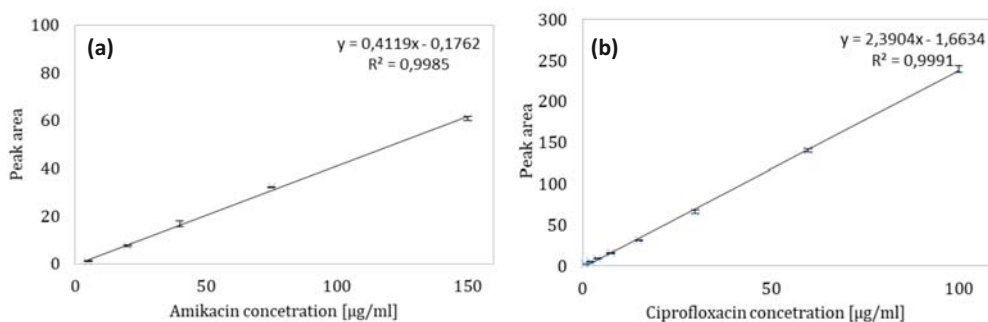 (a)
y = 0,4119x - 0,1762
R² = 0,9985
100
80
60
40
20
0
Peak area
0 50 100 150
Amikacin concetration [µg/ml]
(b)
y = 2,3904x - 1,6634
R² = 0,9991
300
250
200
150
100
50
0
Peak area
0 50 100
Ciprofloxacin concetration [µg/ml]